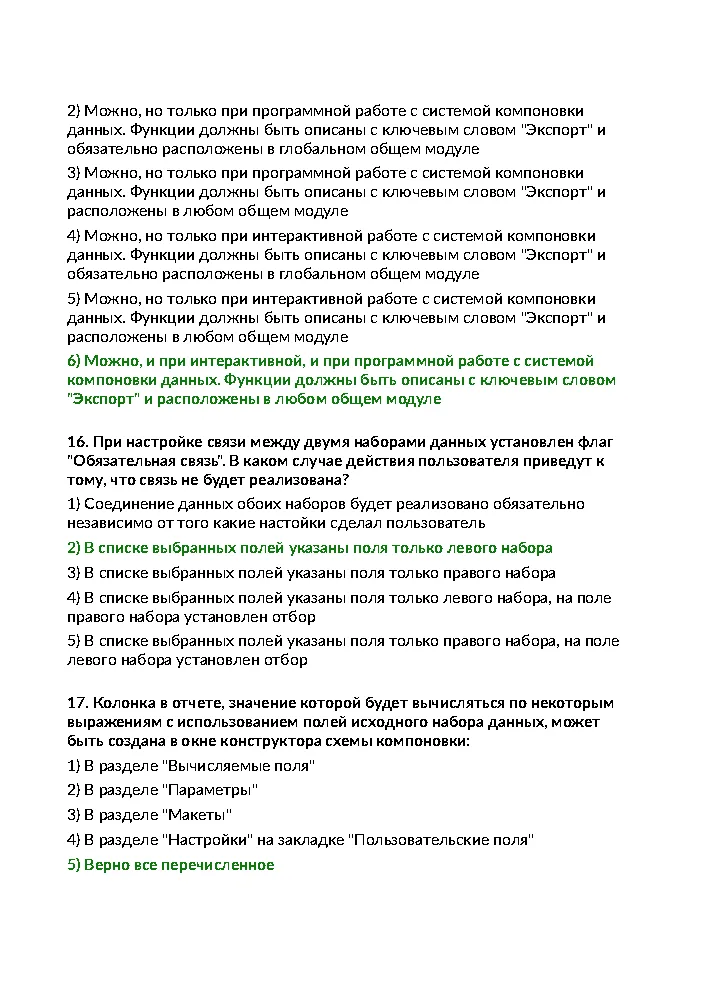 2) Можно, но только при программной работе с системой компоновки
данных. Функции должны быть описаны с ключевым словом "Экспорт" и
обязательно расположены в глобальном общем модуле
3) Можно, но только при программной работе с системой компоновки
данных. Функции должны быть описаны с ключевым словом "Экспорт" и
расположены в любом общем модуле
4) Можно, но только при интерактивной работе с системой компоновки
данных. Функции должны быть описаны с ключевым словом "Экспорт" и
обязательно расположены в глобальном общем модуле
5) Можно, но только при интерактивной работе с системой компоновки
данных. Функции должны быть описаны с ключевым словом "Экспорт" и
расположены в любом общем модуле
6) Можно, и при интерактивной, и при программной работе с системой
компоновки данных. Функции должны быть описаны с ключевым словом
"Экспорт" и расположены в любом общем модуле
16. При настройке связи между двумя наборами данных установлен флаг
"Обязательная связь". В каком случае действия пользователя приведут к
тому, что связь не будет реализована?
1) Соединение данных обоих наборов будет реализовано обязательно
независимо от того какие настойки сделал пользователь
2) В списке выбранных полей указаны поля только левого набора
3) В списке выбранных полей указаны поля только правого набора
4) В списке выбранных полей указаны поля только левого набора, на поле
правого набора установлен отбор
5) В списке выбранных полей указаны поля только правого набора, на поле
левого набора установлен отбор
17. Колонка в отчете, значение которой будет вычисляться по некоторым
выражениям с использованием полей исходного набора данных, может
быть создана в окне конструктора схемы компоновки:
1) В разделе "Вычисляемые поля"
2) В разделе "Параметры"
3) В разделе "Макеты"
4) В разделе "Настройки" на закладке "Пользовательские поля"
5) Верно все перечисленное